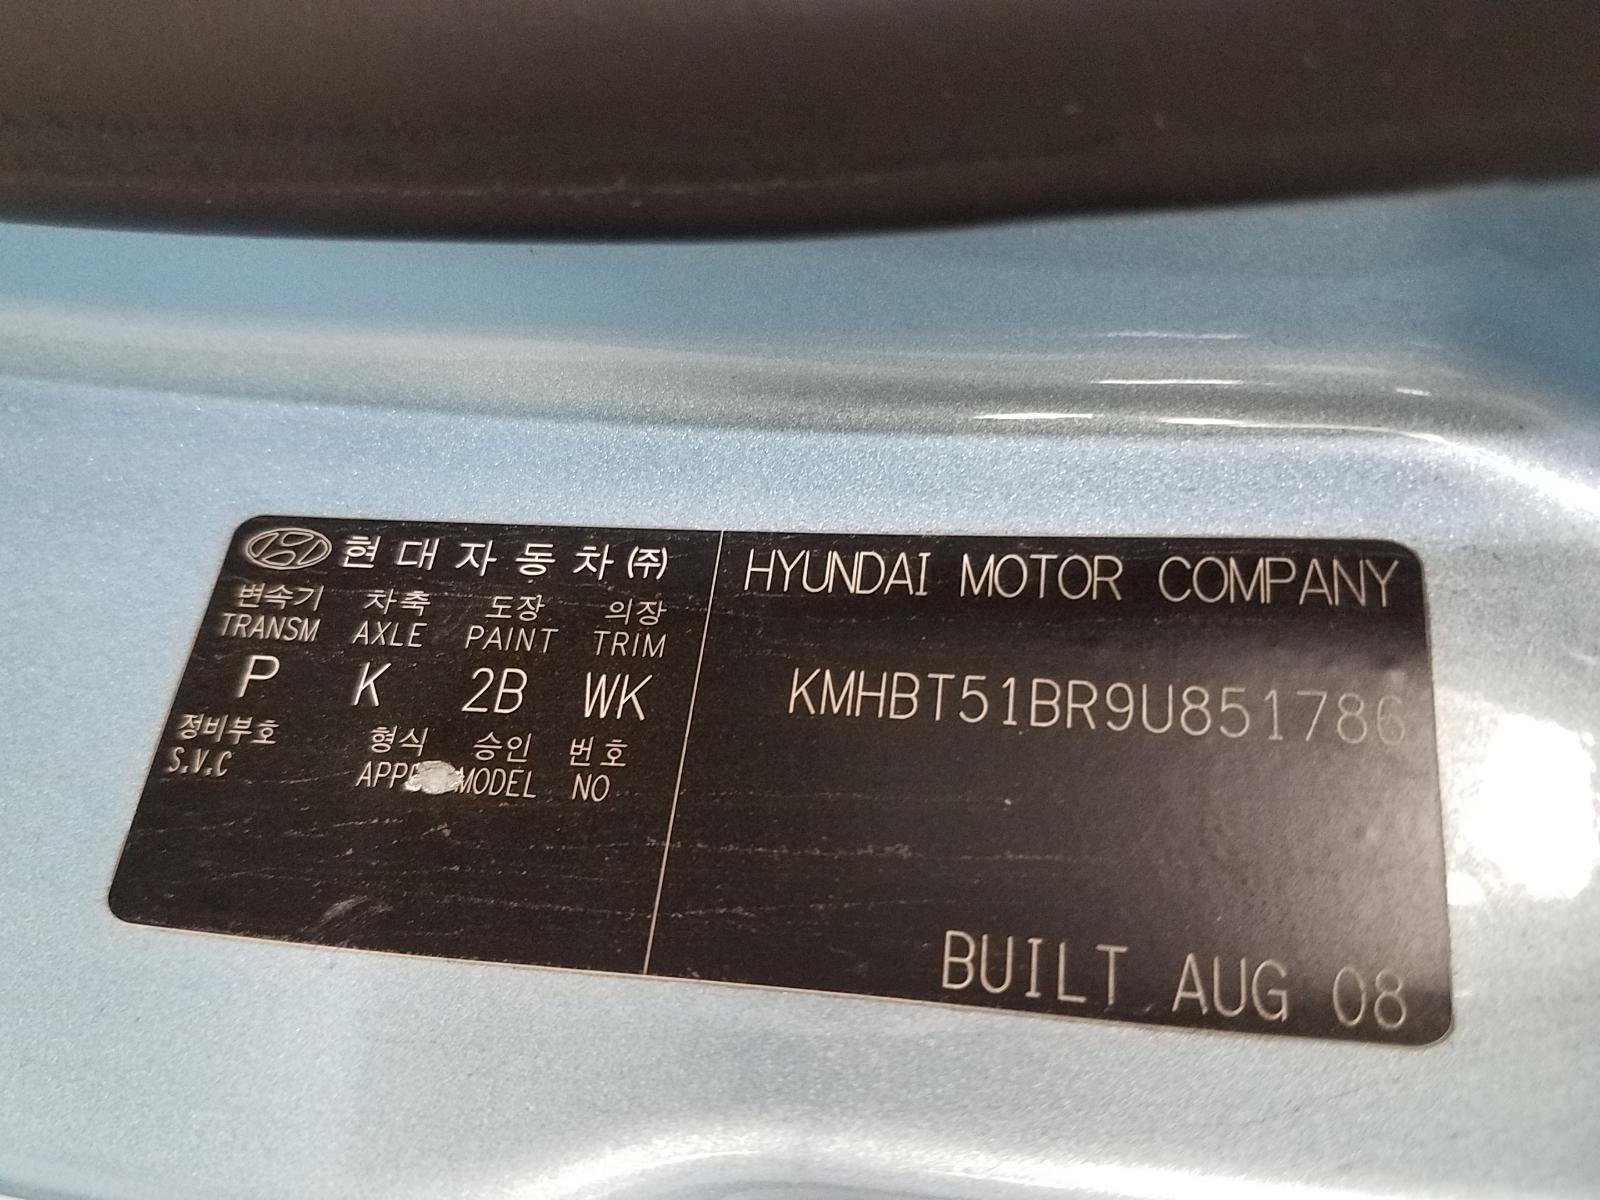 현대자동차(주)
변속기 차축 도장 의장
TRANSM AXLE PAINT TRIM
P K 2B WK
정비부호 형식 승인 번호
S.V.C MODEL NO
HYUNDAI MOTOR COMPANY
KMHBT51BR9U851786
BUILT AUG 08